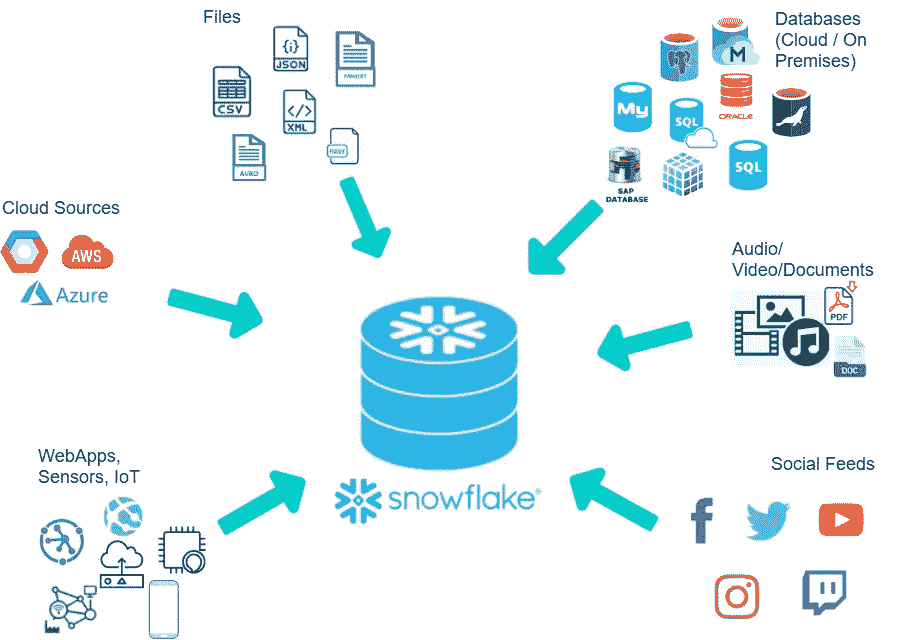 Files
{i}
JSON
PARQUET
CSV
</>
XML
AVRO
Databases
(Cloud / On
Premises)
M
My
SQL
ORACLE
SQL
SAP
DATABASE
Cloud Sources
AWS
Azure
Audio/
Video/Documents
PDF
DOC
snowflake®
WebApps,
Sensors, IoT
Social Feeds
f